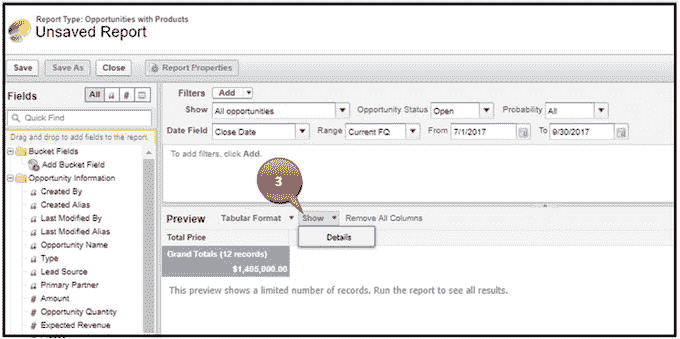 Report Type: Opportunities with Products
Unsaved Report
Save Save As Close Report Properties
Fields All a #
Quick Find
Drag and drop to add fields to the report.
Bucket Fields
Add Bucket Field
Opportunity Information
a Created By
a Created Alias
a Last Modified By
a Last Modified Alias
a Opportunity Name
a Type
a Lead Source
a Primary Partner
# Amount
# Opportunity Quantity
# Expected Revenue
Filters Add
Show All opportunities Opportunity Status Open Probability All
Date Field Close Date Range Current FQ From 7/1/2017 To 9/30/2017
To add filters, click Add.
3
Preview Tabular Format Show Remove All Columns
Details
Total Price
Grand Totals (12 records)
$1,405,000.00
This preview shows a limited number of records. Run the report to see all results.